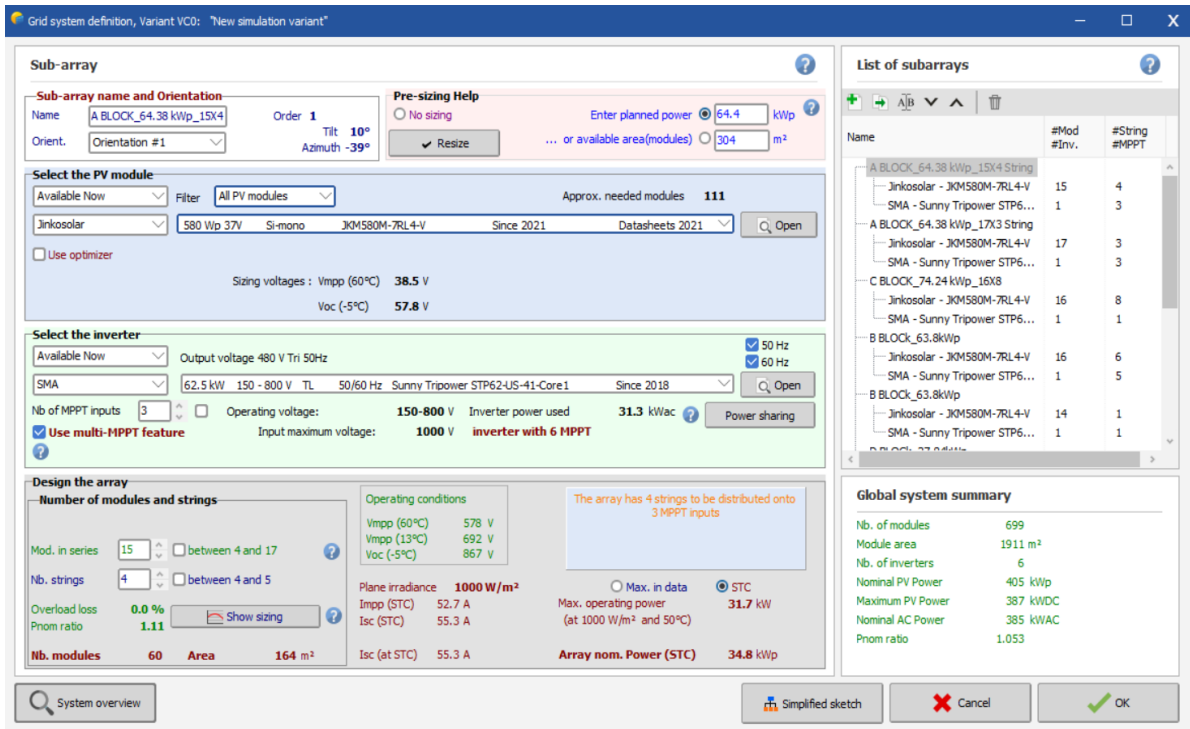 Grid system definition, Variant VC0: "New simulation variant"
Sub-array
Sub-array name and Orientation
Name A BLOCK_64.38 kWp_15X4 Order 1
Orient. Orientation #1 Tilt 10°
Azimuth -39°
Pre-sizing Help
No sizing Enter planned power 64.4 kWp
Resize ... or available area(modules) 304 m²
Select the PV module
Available Now Filter All PV modules Approx. needed modules 111
Jinkosolar 580 Wp 37V Si-mono JKM580M-7RL4-V Since 2021 Datasheets 2021 Open
Use optimizer
Sizing voltages : Vmpp (60°C) 38.5 V
Voc (-5°C) 57.8 V
Select the inverter
Available Now Output voltage 480 V Tri 50Hz 50 Hz
60 Hz
SMA 62.5 kW 150 - 800 V TL 50/60 Hz Sunny Tripower STP62-US-41-Core1 Since 2018 Open
Nb of MPPT inputs 3 Operating voltage: 150-800 V Inverter power used 31.3 kWac Power sharing
Use multi-MPPT feature Input maximum voltage: 1000 V inverter with 6 MPPT
Design the array
Number of modules and strings
Mod. in series 15 between 4 and 17
Nb. strings 4 between 4 and 5
Overload loss 0.0 %
Pnom ratio 1.11 Show sizing
Nb. modules 60 Area 164 m²
Operating conditions
Vmpp (60°C) 578 V
Vmpp (13°C) 692 V
Voc (-5°C) 867 V
The array has 4 strings to be distributed onto
3 MPPT inputs
Plane irradiance 1000 W/m² Max. in data STC
Impp (STC) 52.7 A Max. operating power 31.7 kW
Isc (STC) 55.3 A (at 1000 W/m² and 50°C)
Isc (at STC) 55.3 A Array nom. Power (STC) 34.8 kWp
List of subarrays
Name #Mod #String
#Inv. #MPPT
A BLOCK_64.38 kWp_15X4 String
Jinkosolar - JKM580M-7RL4-V 15 4
SMA - Sunny Tripower STP6... 1 3
A BLOCK_64.38 kWp_17X3 String
Jinkosolar - JKM580M-7RL4-V 17 3
SMA - Sunny Tripower STP6... 1 3
C BLOCK_74.24 kWp_16X8
Jinkosolar - JKM580M-7RL4-V 16 8
SMA - Sunny Tripower STP6... 1 1
B BLOCk_63.8kWp
Jinkosolar - JKM580M-7RL4-V 16 6
SMA - Sunny Tripower STP6... 1 5
B BLOCk_63.8kWp
Jinkosolar - JKM580M-7RL4-V 14 1
SMA - Sunny Tripower STP6... 1 1
Global system summary
Nb. of modules 699
Module area 1911 m²
Nb. of inverters 6
Nominal PV Power 405 kWp
Maximum PV Power 387 kWDC
Nominal AC Power 385 kWAC
Pnom ratio 1.053
System overview Simplified sketch Cancel OK